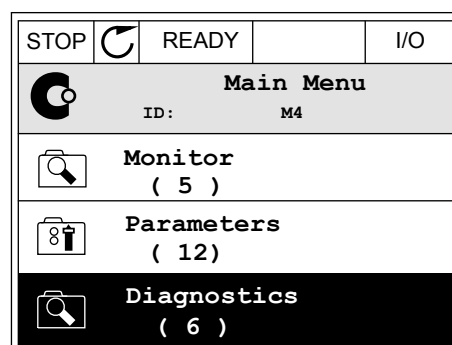 STOP READY I/O
Main Menu
ID: M4
Monitor
( 5 )
Parameters
( 12)
Diagnostics
( 6 )